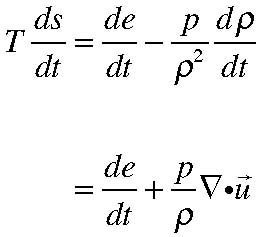 T ds/dt = de/dt − p/ρ² dρ/dt
= de/dt + p/ρ ∇•u⃗